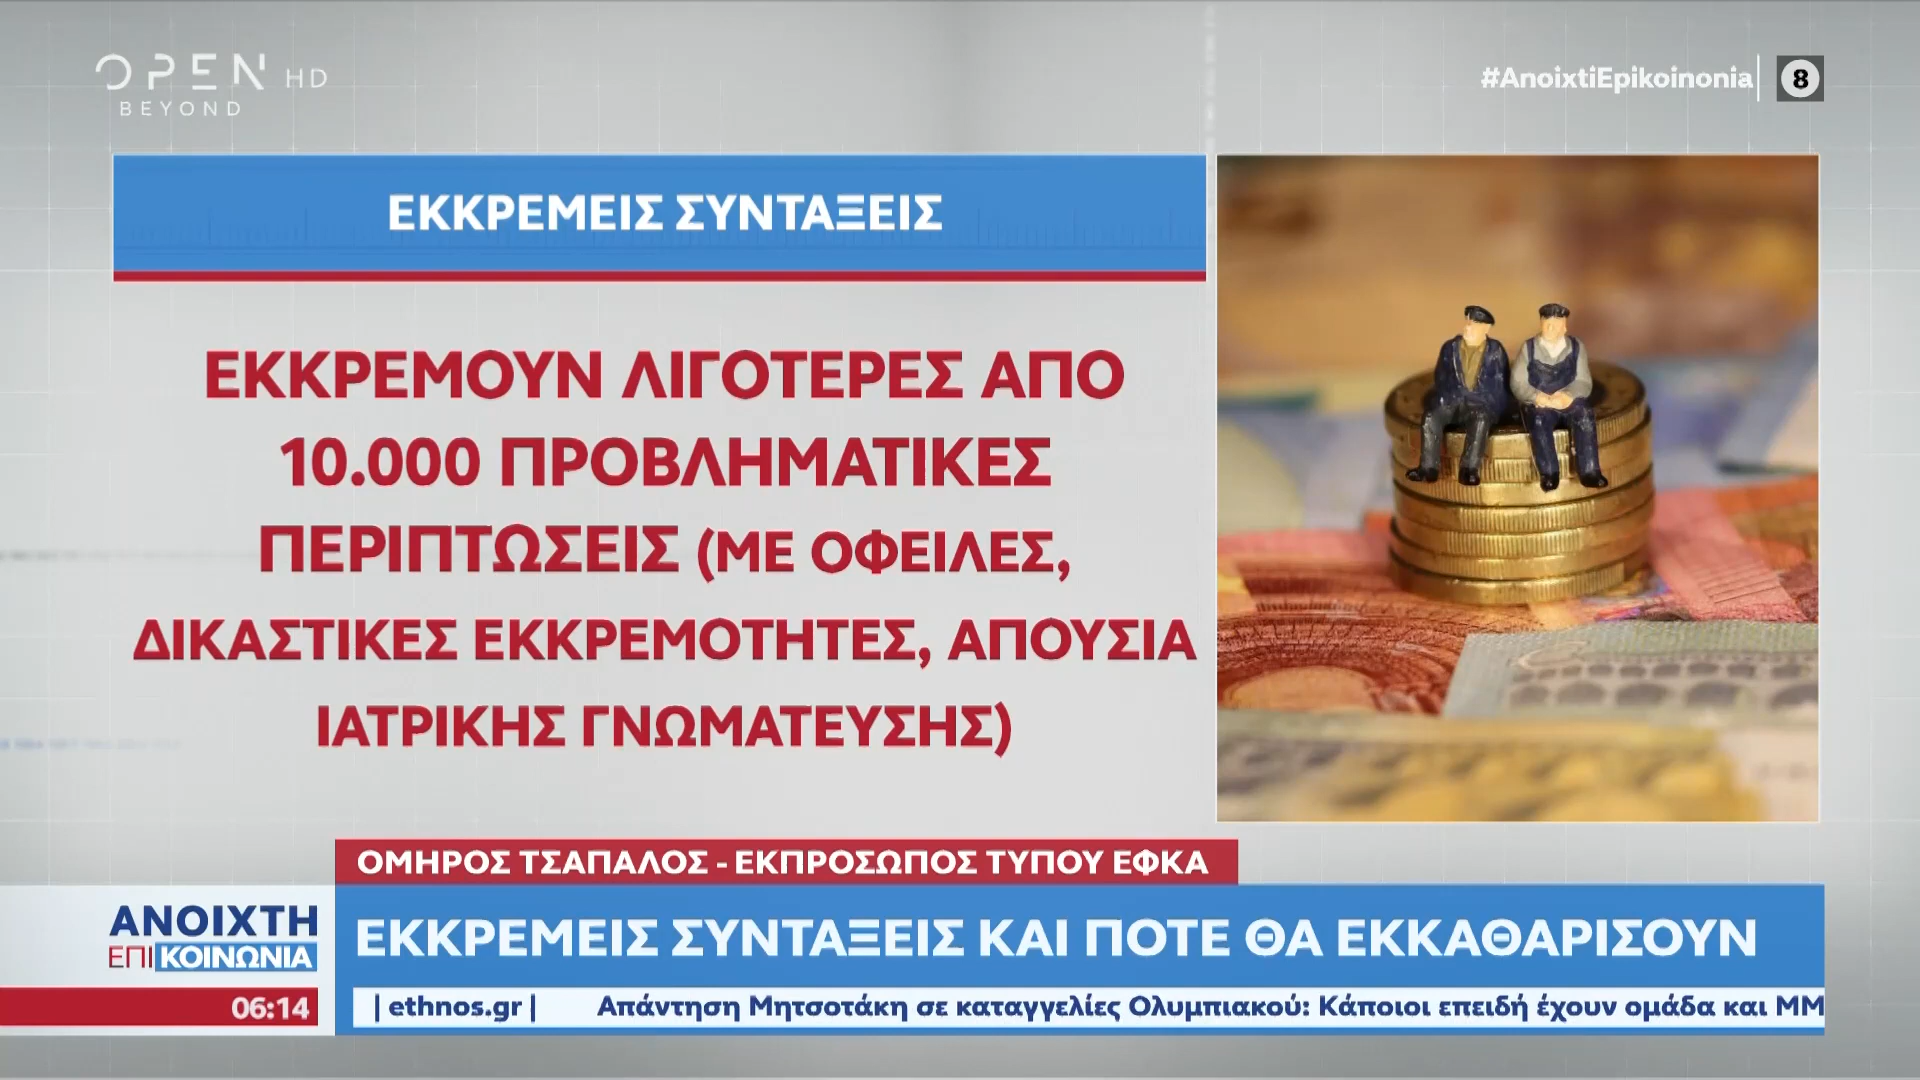 OPEN HD
BEYOND
#AnoixtiEpikoinonia
8
ΕΚΚΡΕΜΕΙΣ ΣΥΝΤΑΞΕΙΣ
ΕΚΚΡΕΜΟΥΝ ΛΙΓΟΤΕΡΕΣ ΑΠΟ
10.000 ΠΡΟΒΛΗΜΑΤΙΚΕΣ
ΠΕΡΙΠΤΩΣΕΙΣ (ΜΕ ΟΦΕΙΛΕΣ,
ΔΙΚΑΣΤΙΚΕΣ ΕΚΚΡΕΜΟΤΗΤΕΣ, ΑΠΟΥΣΙΑ
ΙΑΤΡΙΚΗΣ ΓΝΩΜΑΤΕΥΣΗΣ)
ΟΜΗΡΟΣ ΤΣΑΠΑΛΟΣ - ΕΚΠΡΟΣΩΠΟΣ ΤΥΠΟΥ ΕΦΚΑ
ΑΝΟΙΧΤΗ
ΕΠΙΚΟΙΝΩΝΙΑ
ΕΚΚΡΕΜΕΙΣ ΣΥΝΤΑΞΕΙΣ ΚΑΙ ΠΟΤΕ ΘΑ ΕΚΚΑΘΑΡΙΣΟΥΝ
06:14
| ethnos.gr | Απάντηση Μητσοτάκη σε καταγγελίες Ολυμπιακού: Κάποιοι επειδή έχουν ομάδα και ΜΜ